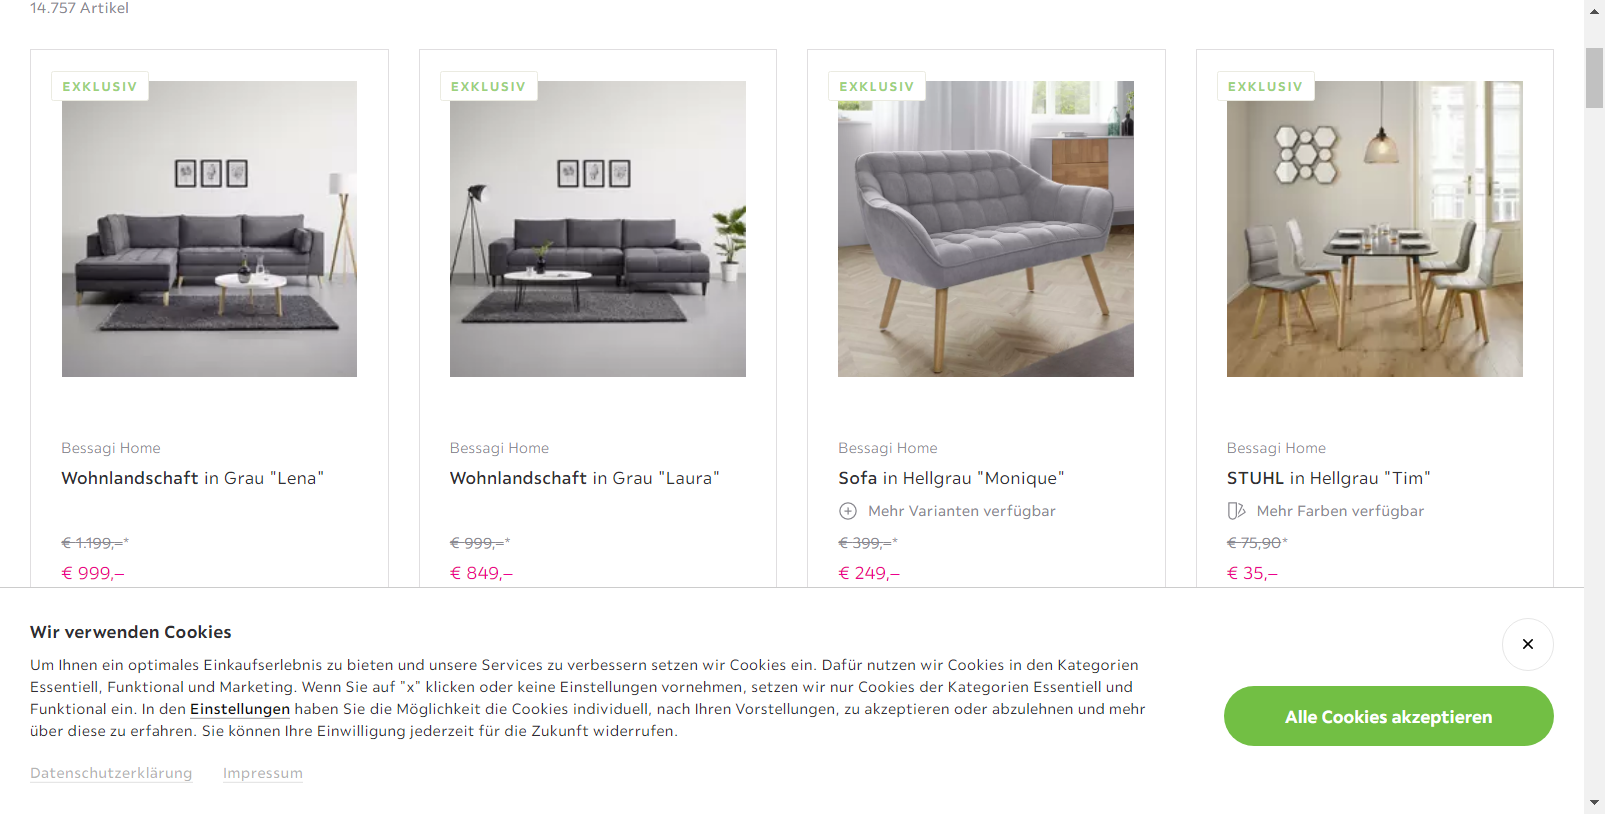 14.757 Artikel
EXKLUSIV
EXKLUSIV
EXKLUSIV
EXKLUSIV
Bessagi Home
Wohnlandschaft in Grau "Lena"
€ 1.199,–*
€ 999,–
Bessagi Home
Wohnlandschaft in Grau "Laura"
€ 999,–*
€ 849,–
Bessagi Home
Sofa in Hellgrau "Monique"
Mehr Varianten verfügbar
€ 399,–*
€ 249,–
Bessagi Home
STUHL in Hellgrau "Tim"
Mehr Farben verfügbar
€ 75,90*
€ 35,–
Wir verwenden Cookies
Um Ihnen ein optimales Einkaufserlebnis zu bieten und unsere Services zu verbessern setzen wir Cookies ein. Dafür nutzen wir Cookies in den Kategorien
Essentiell, Funktional und Marketing. Wenn Sie auf "x" klicken oder keine Einstellungen vornehmen, setzen wir nur Cookies der Kategorien Essentiell und
Funktional ein. In den Einstellungen haben Sie die Möglichkeit die Cookies individuell, nach Ihren Vorstellungen, zu akzeptieren oder abzulehnen und mehr
über diese zu erfahren. Sie können Ihre Einwilligung jederzeit für die Zukunft widerrufen.
Datenschutzerklärung
Impressum
Alle Cookies akzeptieren